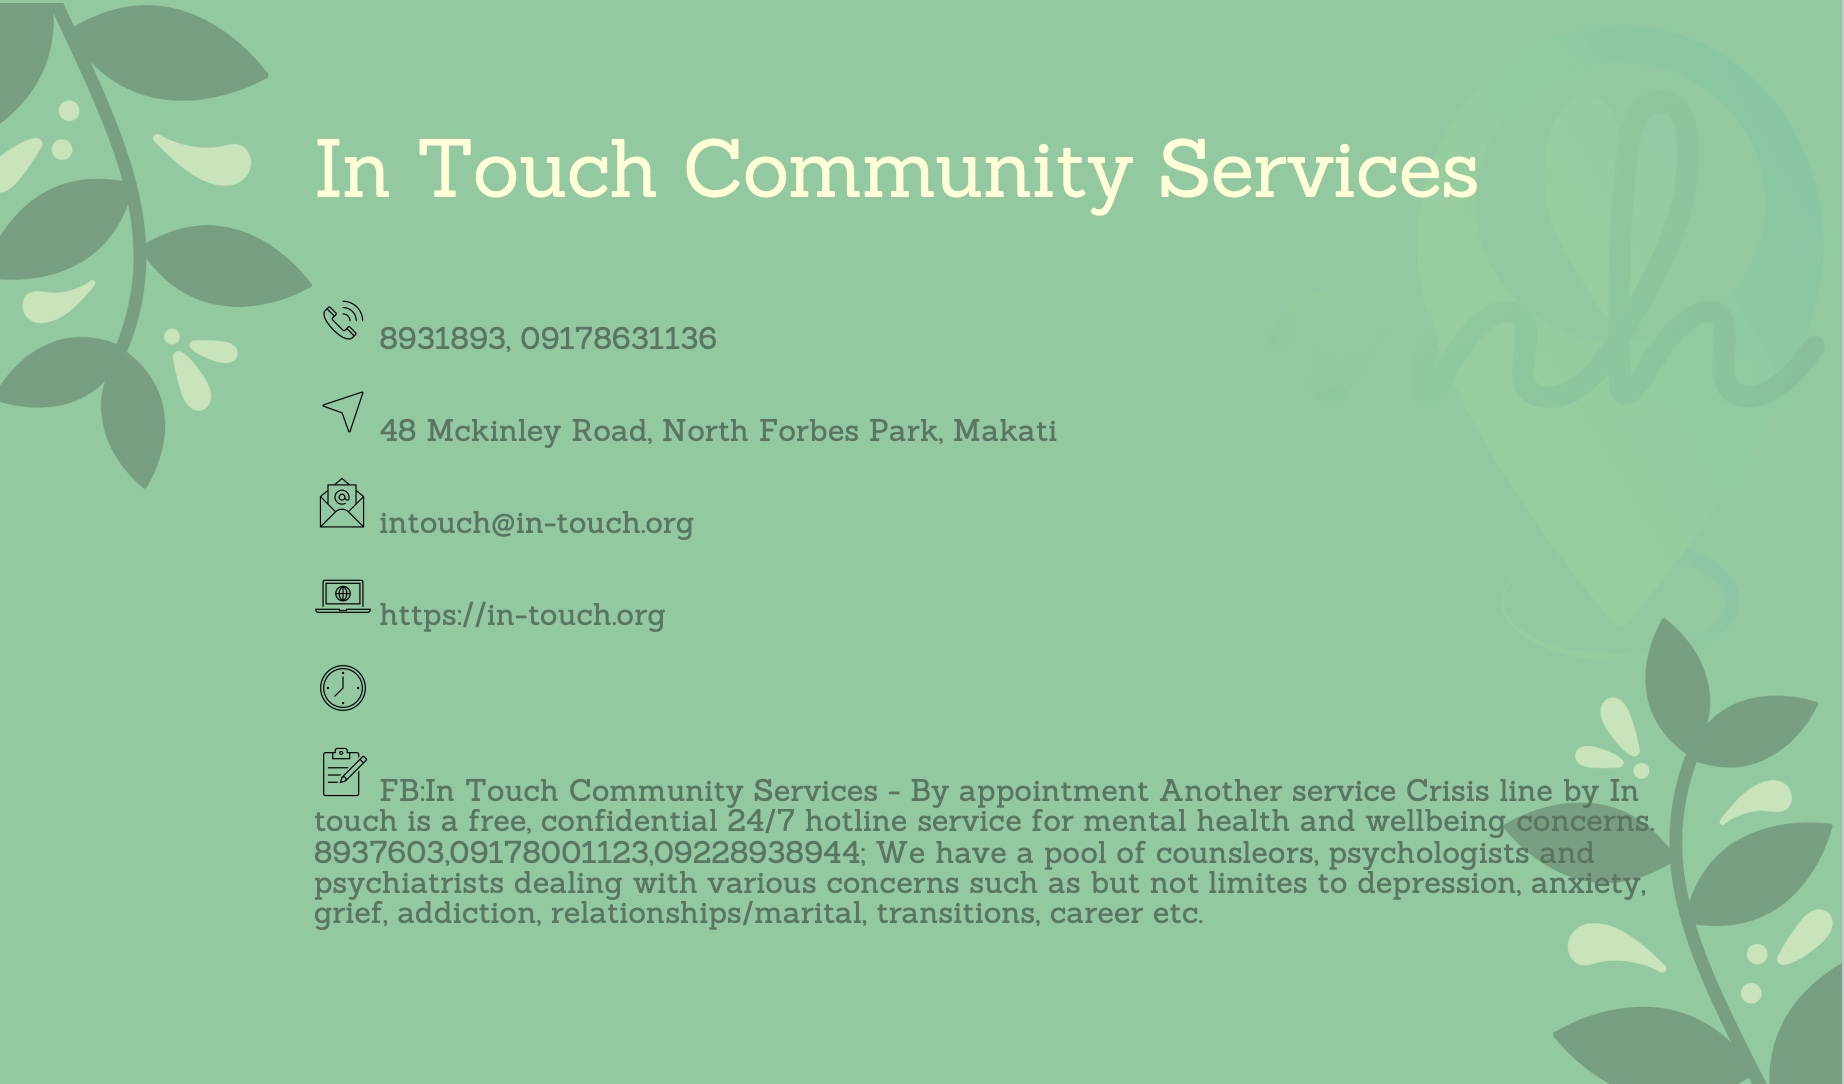 In Touch Community Services
8931893, 09178631136
48 Mckinley Road, North Forbes Park, Makati
intouch@in-touch.org
https://in-touch.org
FB:In Touch Community Services - By appointment Another service Crisis line by In
touch is a free, confidential 24/7 hotline service for mental health and wellbeing concerns.
8937603,09178001123,09228938944; We have a pool of counsleors, psychologists and
psychiatrists dealing with various concerns such as but not limites to depression, anxiety,
grief, addiction, relationships/marital, transitions, career etc.